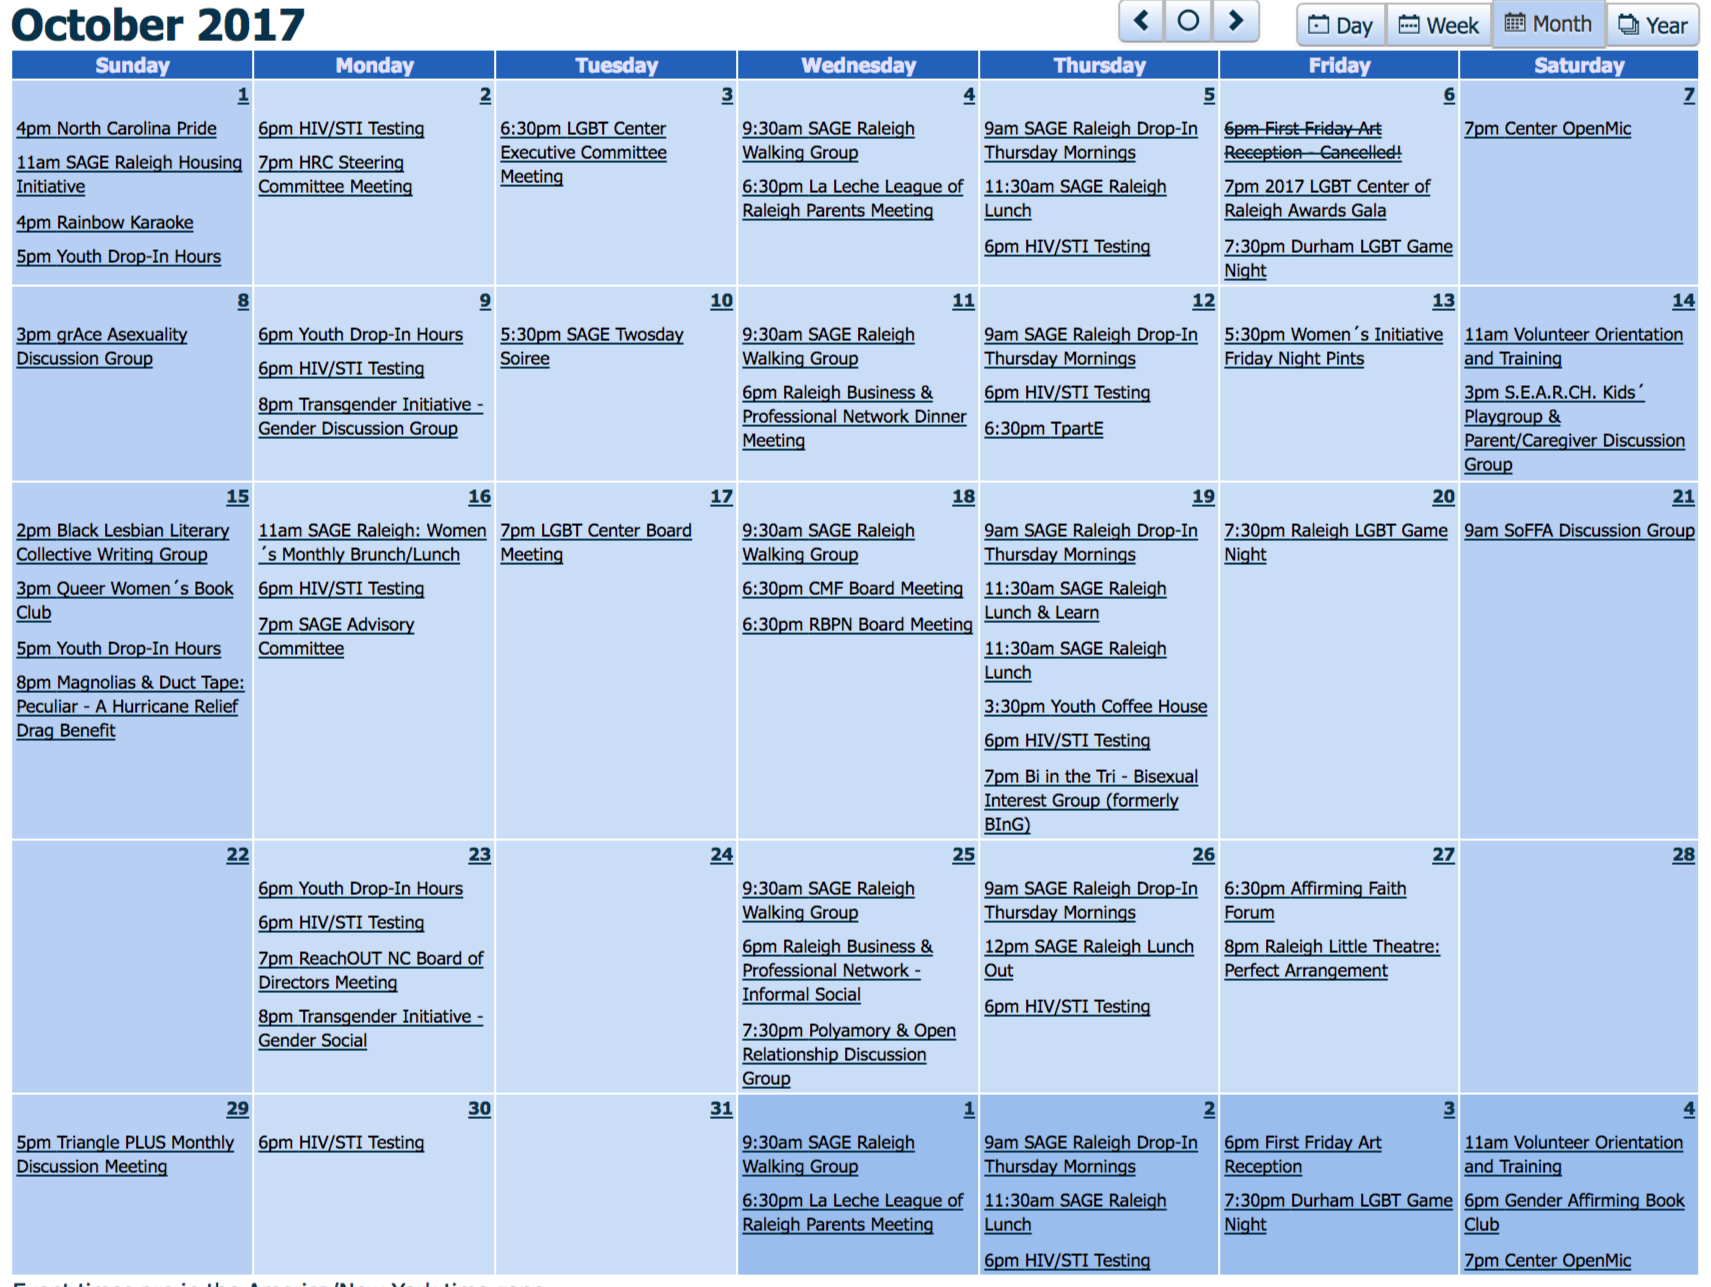 October 2017
Day
Week
Month
Year
Sunday
Monday
Tuesday
Wednesday
Thursday
Friday
Saturday
1
4pm North Carolina Pride
11am SAGE Raleigh Housing
Initiative
4pm Rainbow Karaoke
5pm Youth Drop-In Hours
2
6pm HIV/STI Testing
7pm HRC Steering
Committee Meeting
3
6:30pm LGBT Center
Executive Committee
Meeting
4
9:30am SAGE Raleigh
Walking Group
6:30pm La Leche League of
Raleigh Parents Meeting
5
9am SAGE Raleigh Drop-In
Thursday Mornings
11:30am SAGE Raleigh
Lunch
6pm HIV/STI Testing
6
6pm First Friday Art
Reception - Cancelled!
7pm 2017 LGBT Center of
Raleigh Awards Gala
7:30pm Durham LGBT Game
Night
7
7pm Center OpenMic
8
3pm grAce Asexuality
Discussion Group
9
6pm Youth Drop-In Hours
6pm HIV/STI Testing
8pm Transgender Initiative -
Gender Discussion Group
10
5:30pm SAGE Twosday
Soiree
11
9:30am SAGE Raleigh
Walking Group
6pm Raleigh Business &
Professional Network Dinner
Meeting
12
9am SAGE Raleigh Drop-In
Thursday Mornings
6pm HIV/STI Testing
6:30pm TpartE
13
5:30pm Women´s Initiative
Friday Night Pints
14
11am Volunteer Orientation
and Training
3pm S.E.A.R.CH. Kids´
Playgroup &
Parent/Caregiver Discussion
Group
15
2pm Black Lesbian Literary
Collective Writing Group
3pm Queer Women´s Book
Club
5pm Youth Drop-In Hours
8pm Magnolias & Duct Tape:
Peculiar - A Hurricane Relief
Drag Benefit
16
11am SAGE Raleigh: Women
´s Monthly Brunch/Lunch
6pm HIV/STI Testing
7pm SAGE Advisory
Committee
17
7pm LGBT Center Board
Meeting
18
9:30am SAGE Raleigh
Walking Group
6:30pm CMF Board Meeting
6:30pm RBPN Board Meeting
19
9am SAGE Raleigh Drop-In
Thursday Mornings
11:30am SAGE Raleigh
Lunch & Learn
11:30am SAGE Raleigh
Lunch
3:30pm Youth Coffee House
6pm HIV/STI Testing
7pm Bi in the Tri - Bisexual
Interest Group (formerly
BInG)
20
7:30pm Raleigh LGBT Game
Night
21
9am SoFFA Discussion Group
22
23
6pm Youth Drop-In Hours
6pm HIV/STI Testing
7pm ReachOUT NC Board of
Directors Meeting
8pm Transgender Initiative -
Gender Social
24
25
9:30am SAGE Raleigh
Walking Group
6pm Raleigh Business &
Professional Network -
Informal Social
7:30pm Polyamory & Open
Relationship Discussion
Group
26
9am SAGE Raleigh Drop-In
Thursday Mornings
12pm SAGE Raleigh Lunch
Out
6pm HIV/STI Testing
27
6:30pm Affirming Faith
Forum
8pm Raleigh Little Theatre:
Perfect Arrangement
28
29
5pm Triangle PLUS Monthly
Discussion Meeting
30
6pm HIV/STI Testing
31
1
9:30am SAGE Raleigh
Walking Group
6:30pm La Leche League of
Raleigh Parents Meeting
2
9am SAGE Raleigh Drop-In
Thursday Mornings
11:30am SAGE Raleigh
Lunch
6pm HIV/STI Testing
3
6pm First Friday Art
Reception
7:30pm Durham LGBT Game
Night
4
11am Volunteer Orientation
and Training
6pm Gender Affirming Book
Club
7pm Center OpenMic